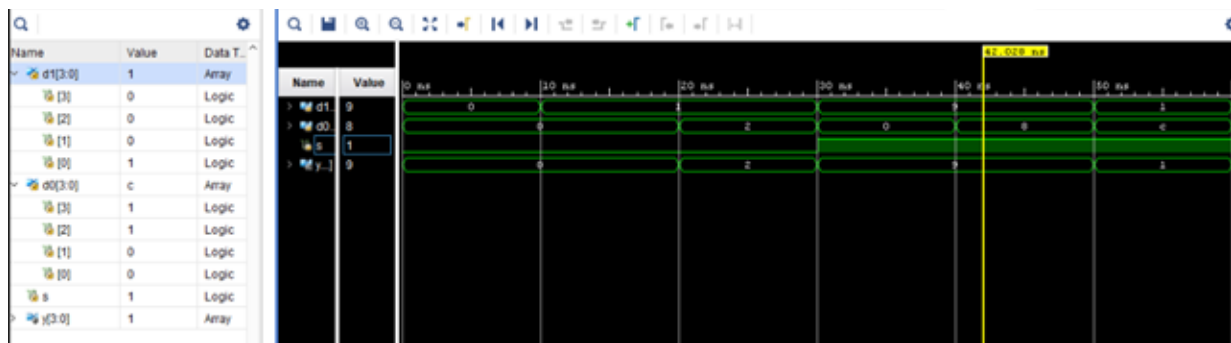 Name Value Data T..
d1[3:0] 1 Array
[3] 0 Logic
[2] 0 Logic
[1] 0 Logic
[0] 1 Logic
d0[3:0] c Array
[3] 1 Logic
[2] 1 Logic
[1] 0 Logic
[0] 0 Logic
s 1 Logic
y[3:0] 1 Array
42.028 ns
Name Value
0 ns 10 ns 20 ns 30 ns 40 ns 50 ns
d1.. 9 0 1 9 1
d0.. 8 0 2 0 8 c
s 1
y...] 9 0 2 9 1